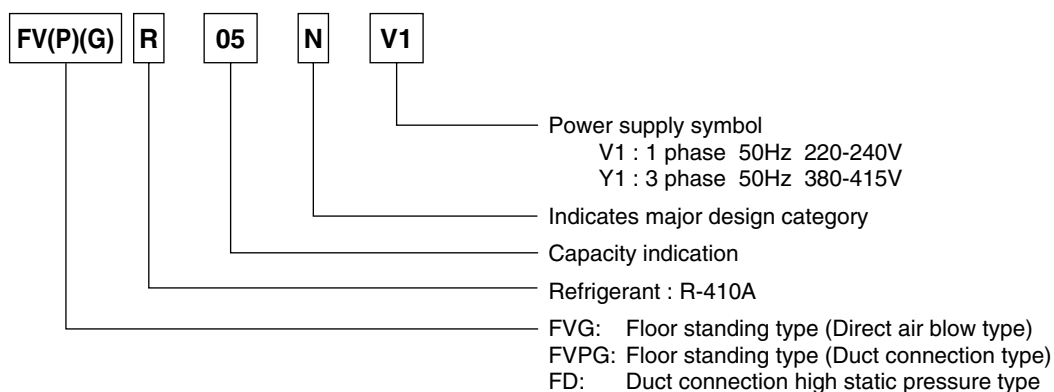 FV(P)(G) R 05 N V1
Power supply symbol
V1 : 1 phase 50Hz 220-240V
Y1 : 3 phase 50Hz 380-415V
Indicates major design category
Capacity indication
Refrigerant : R-410A
FVG: Floor standing type (Direct air blow type)
FVPG: Floor standing type (Duct connection type)
FD: Duct connection high static pressure type